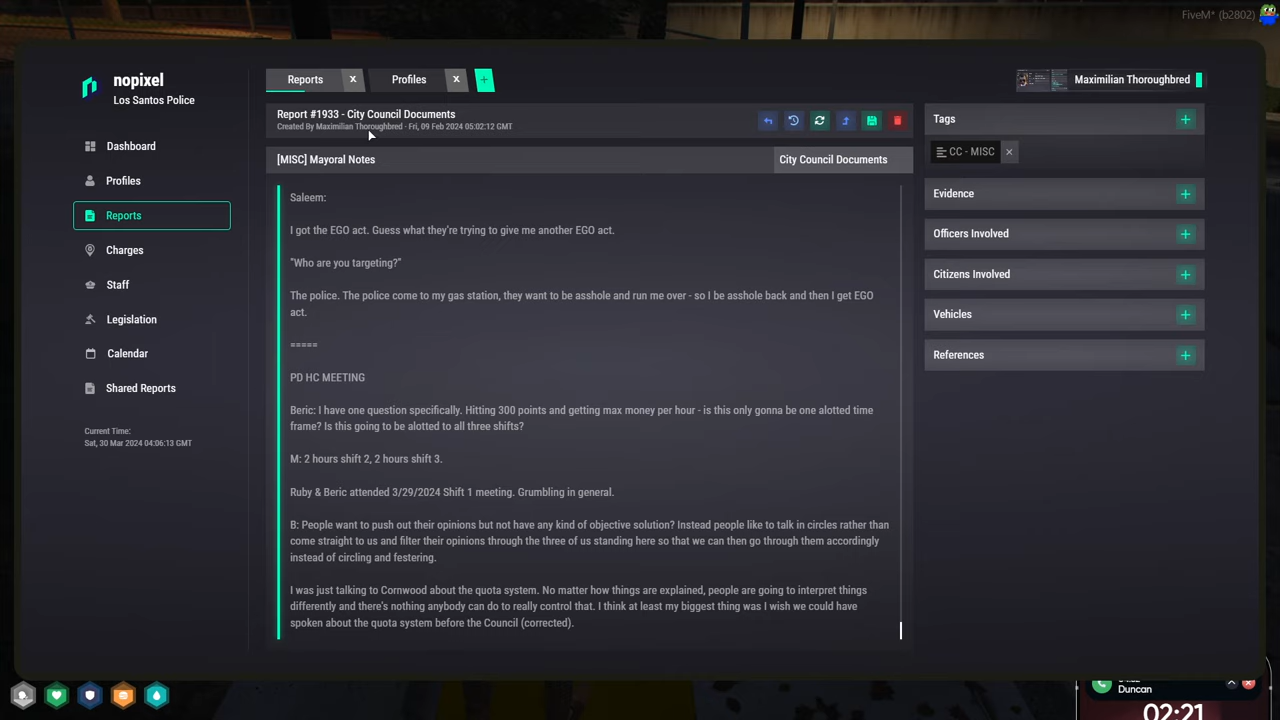 FiveM* (b2802)
nopixel
Los Santos Police
Dashboard
Profiles
Reports
Charges
Staff
Legislation
Calendar
Shared Reports
Current Time:
Sat, 30 Mar 2024 04:06:13 GMT
Reports x
Profiles x
+
Maximilian Thoroughbred
Report #1933 - City Council Documents
Created By Maximilian Thoroughbred · Fri, 09 Feb 2024 05:02:12 GMT
[MISC] Mayoral Notes
City Council Documents
Saleem:
I got the EGO act. Guess what they're trying to give me another EGO act.
"Who are you targeting?"
The police. The police come to my gas station, they want to be asshole and run me over - so I be asshole back and then I get EGO
act.
=====
PD HC MEETING
Beric: I have one question specifically. Hitting 300 points and getting max money per hour - is this only gonna be one alotted time
frame? Is this going to be alotted to all three shifts?
M: 2 hours shift 2, 2 hours shift 3.
Ruby & Beric attended 3/29/2024 Shift 1 meeting. Grumbling in general.
B: People want to push out their opinions but not have any kind of objective solution? Instead people like to talk in circles rather than
come straight to us and filter their opinions through the three of us standing here so that we can then go through them accordingly
instead of circling and festering.
I was just talking to Cornwood about the quota system. No matter how things are explained, people are going to interpret things
differently and there's nothing anybody can do to really control that. I think at least my biggest thing was I wish we could have
spoken about the quota system before the Council (corrected).
Tags +
CC - MISC x
Evidence +
Officers Involved +
Citizens Involved +
Vehicles +
References +
Duncan
02:21